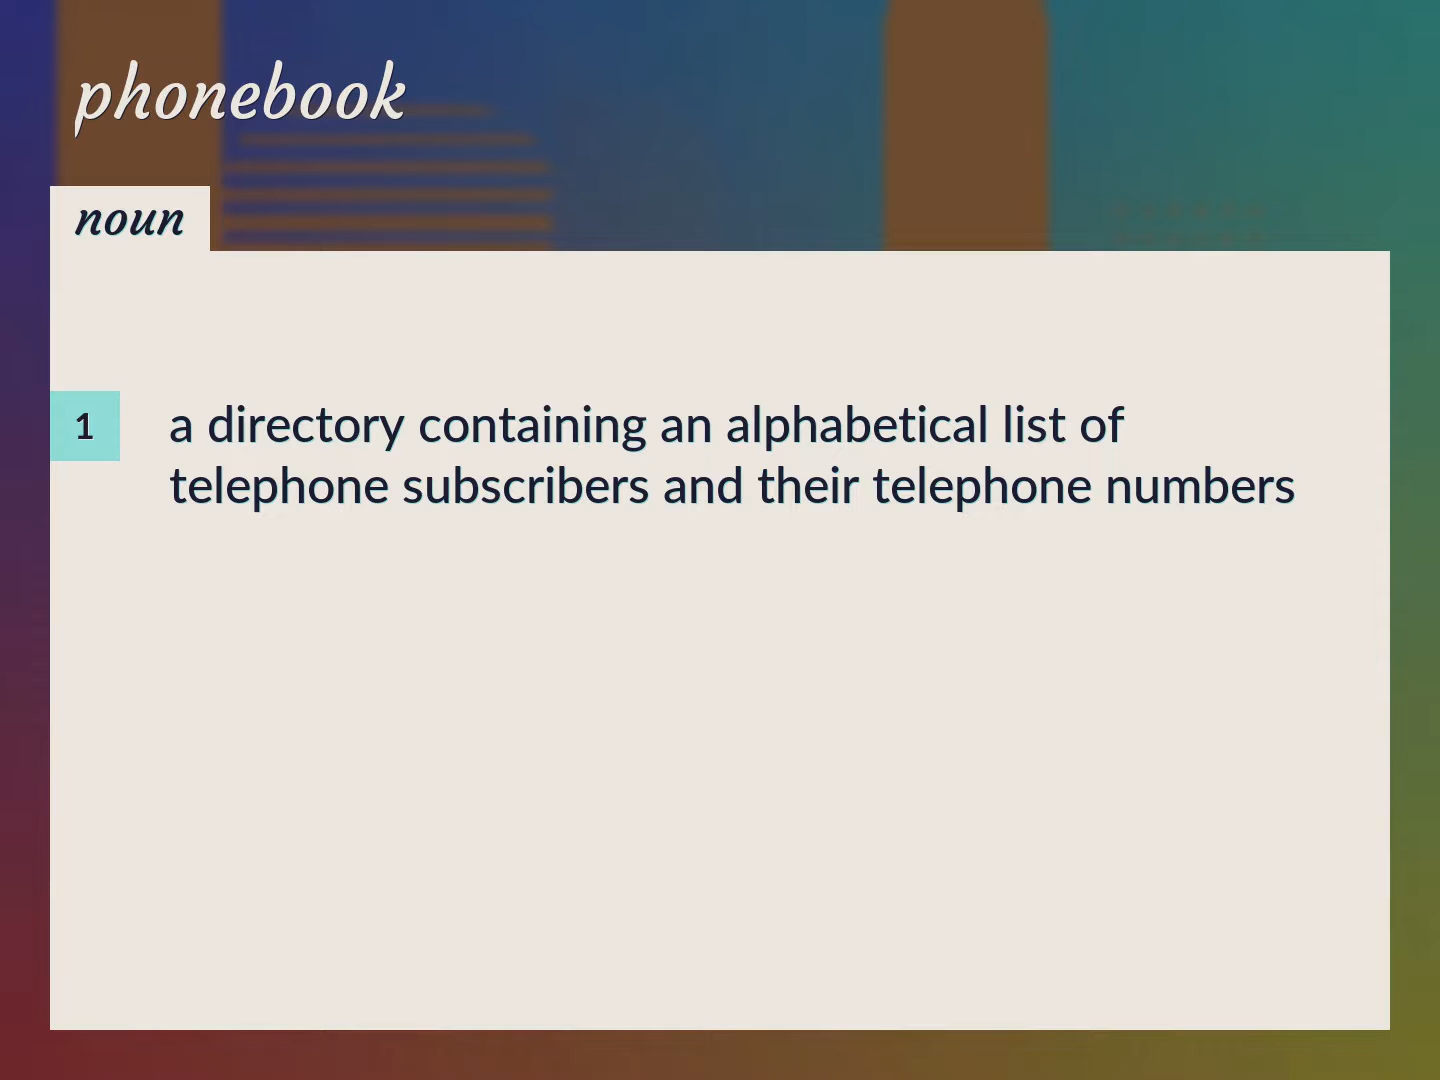 phonebook
noun
1
a directory containing an alphabetical list of
telephone subscribers and their telephone numbers